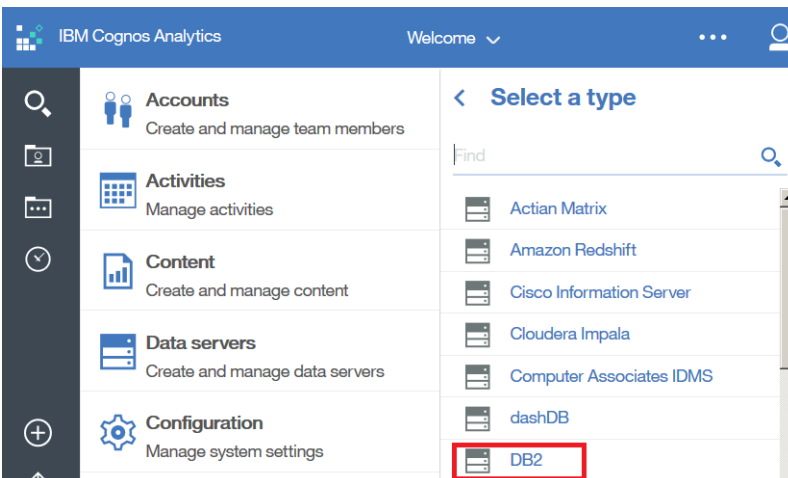 IBM Cognos Analytics
Welcome
Accounts
Create and manage team members
Activities
Manage activities
Content
Create and manage content
Data servers
Create and manage data servers
Configuration
Manage system settings
Select a type
Find
Actian Matrix
Amazon Redshift
Cisco Information Server
Cloudera Impala
Computer Associates IDMS
dashDB
DB2